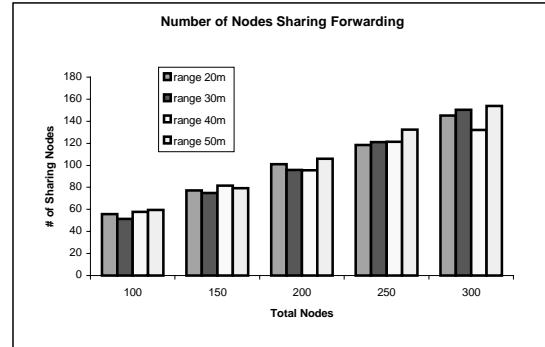 Number of Nodes Sharing Forwarding
180
160
140
120
100
80
60
40
20
0
# of Sharing Nodes
range 20m
range 30m
range 40m
range 50m
100 150 200 250 300
Total Nodes